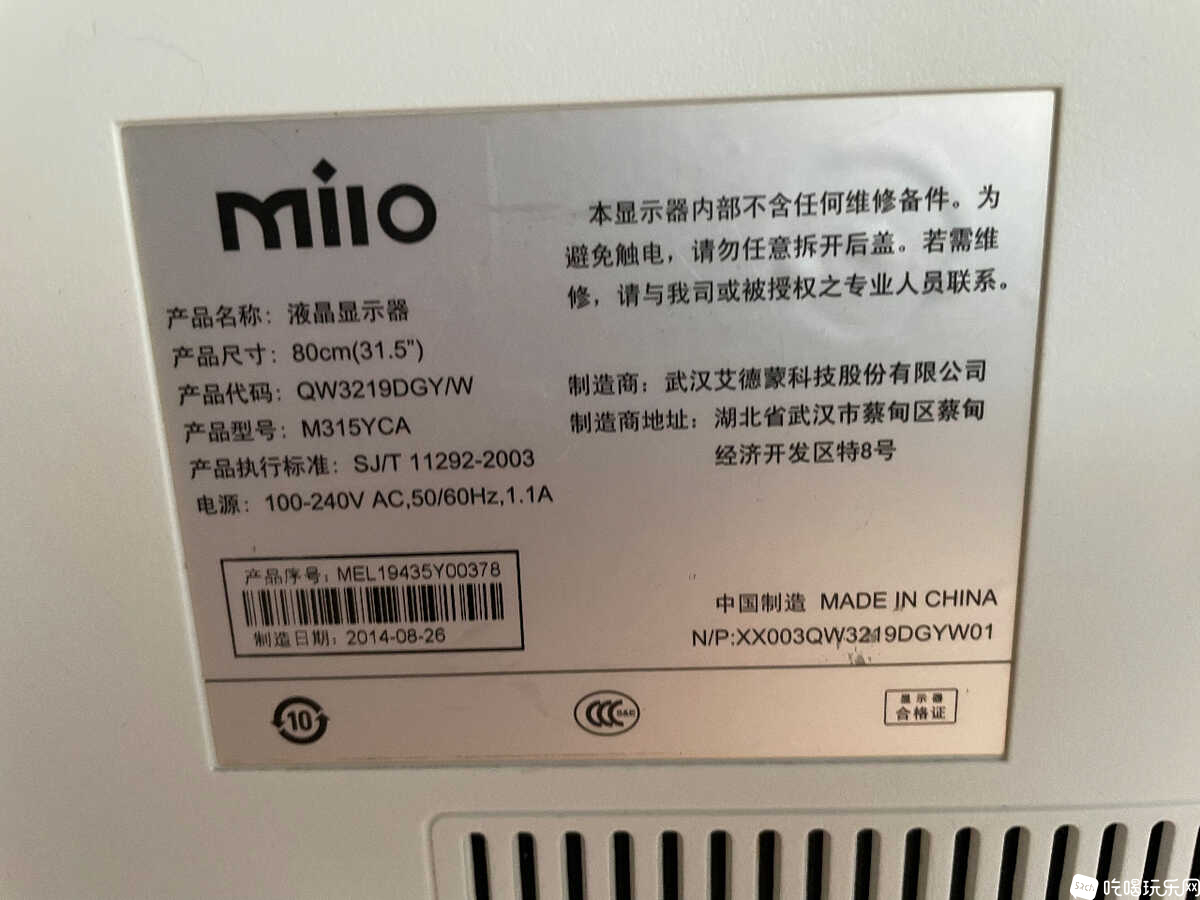 miio
本显示器内部不含任何维修备件。为
避免触电，请勿任意拆开后盖。若需维
修，请与我司或被授权之专业人员联系。
产品名称：液晶显示器
产品尺寸：80cm(31.5")
产品代码：QW3219DGY/W
产品型号：M315YCA
产品执行标准：SJ/T 11292-2003
电源：100-240V AC,50/60Hz,1.1A
制造商：武汉艾德蒙科技股份有限公司
制造商地址：湖北省武汉市蔡甸区蔡甸
经济开发区特8号
产品序号：MEL19435Y00378
制造日期：2014-08-26
中国制造 MADE IN CHINA
N/P:XX003QW3219DGYW01
10
CCC S&E
显示器
合格证
吃喝玩乐网